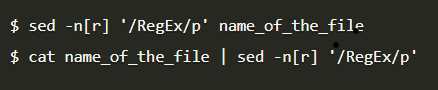 $ sed -n[r] '/RegEx/p' name_of_the_file
$ cat name_of_the_file | sed -n[r] '/RegEx/p'